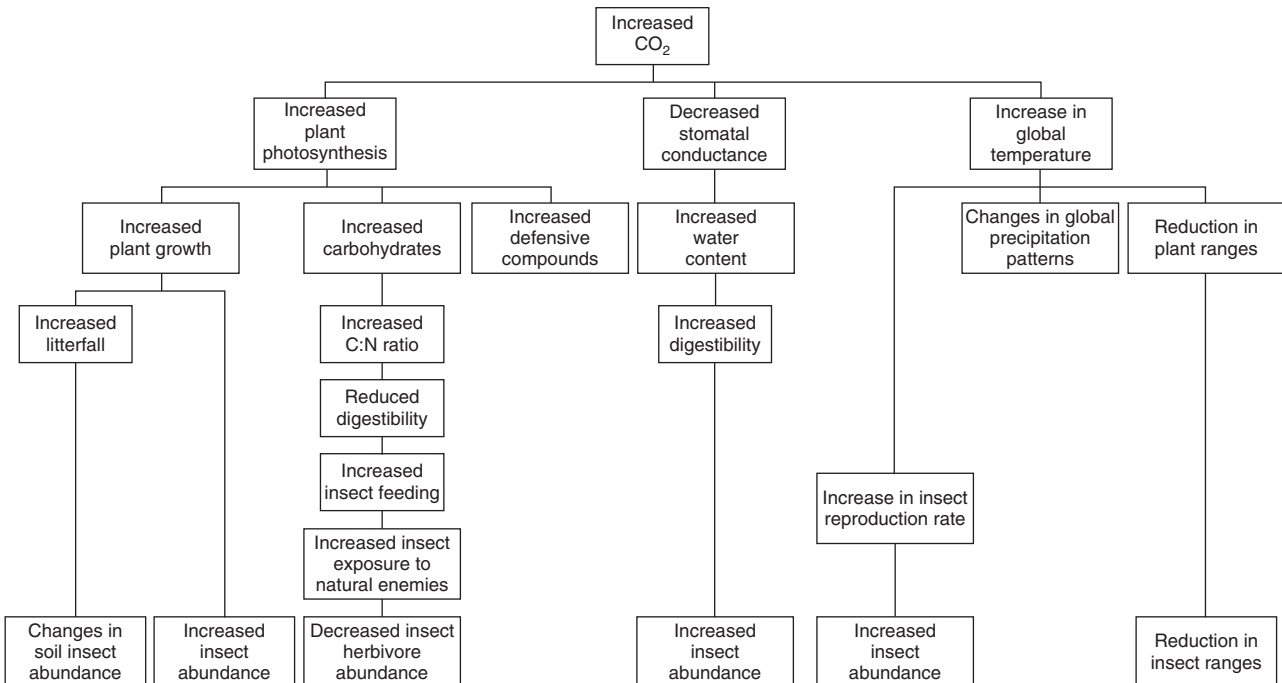 Increased
CO₂
Increased
plant
photosynthesis
Decreased
stomatal
conductance
Increase in
global
temperature
Increased
plant growth
Increased
carbohydrates
Increased
defensive
compounds
Increased
water
content
Changes in global
precipitation
patterns
Reduction in
plant ranges
Increased
litterfall
Increased
C:N ratio
Increased
digestibility
Reduced
digestibility
Increased
insect feeding
Increase in insect
reproduction rate
Increased insect
exposure to
natural enemies
Changes in
soil insect
abundance
Increased
insect
abundance
Decreased insect
herbivore
abundance
Increased
insect
abundance
Increased
insect
abundance
Reduction in
insect ranges